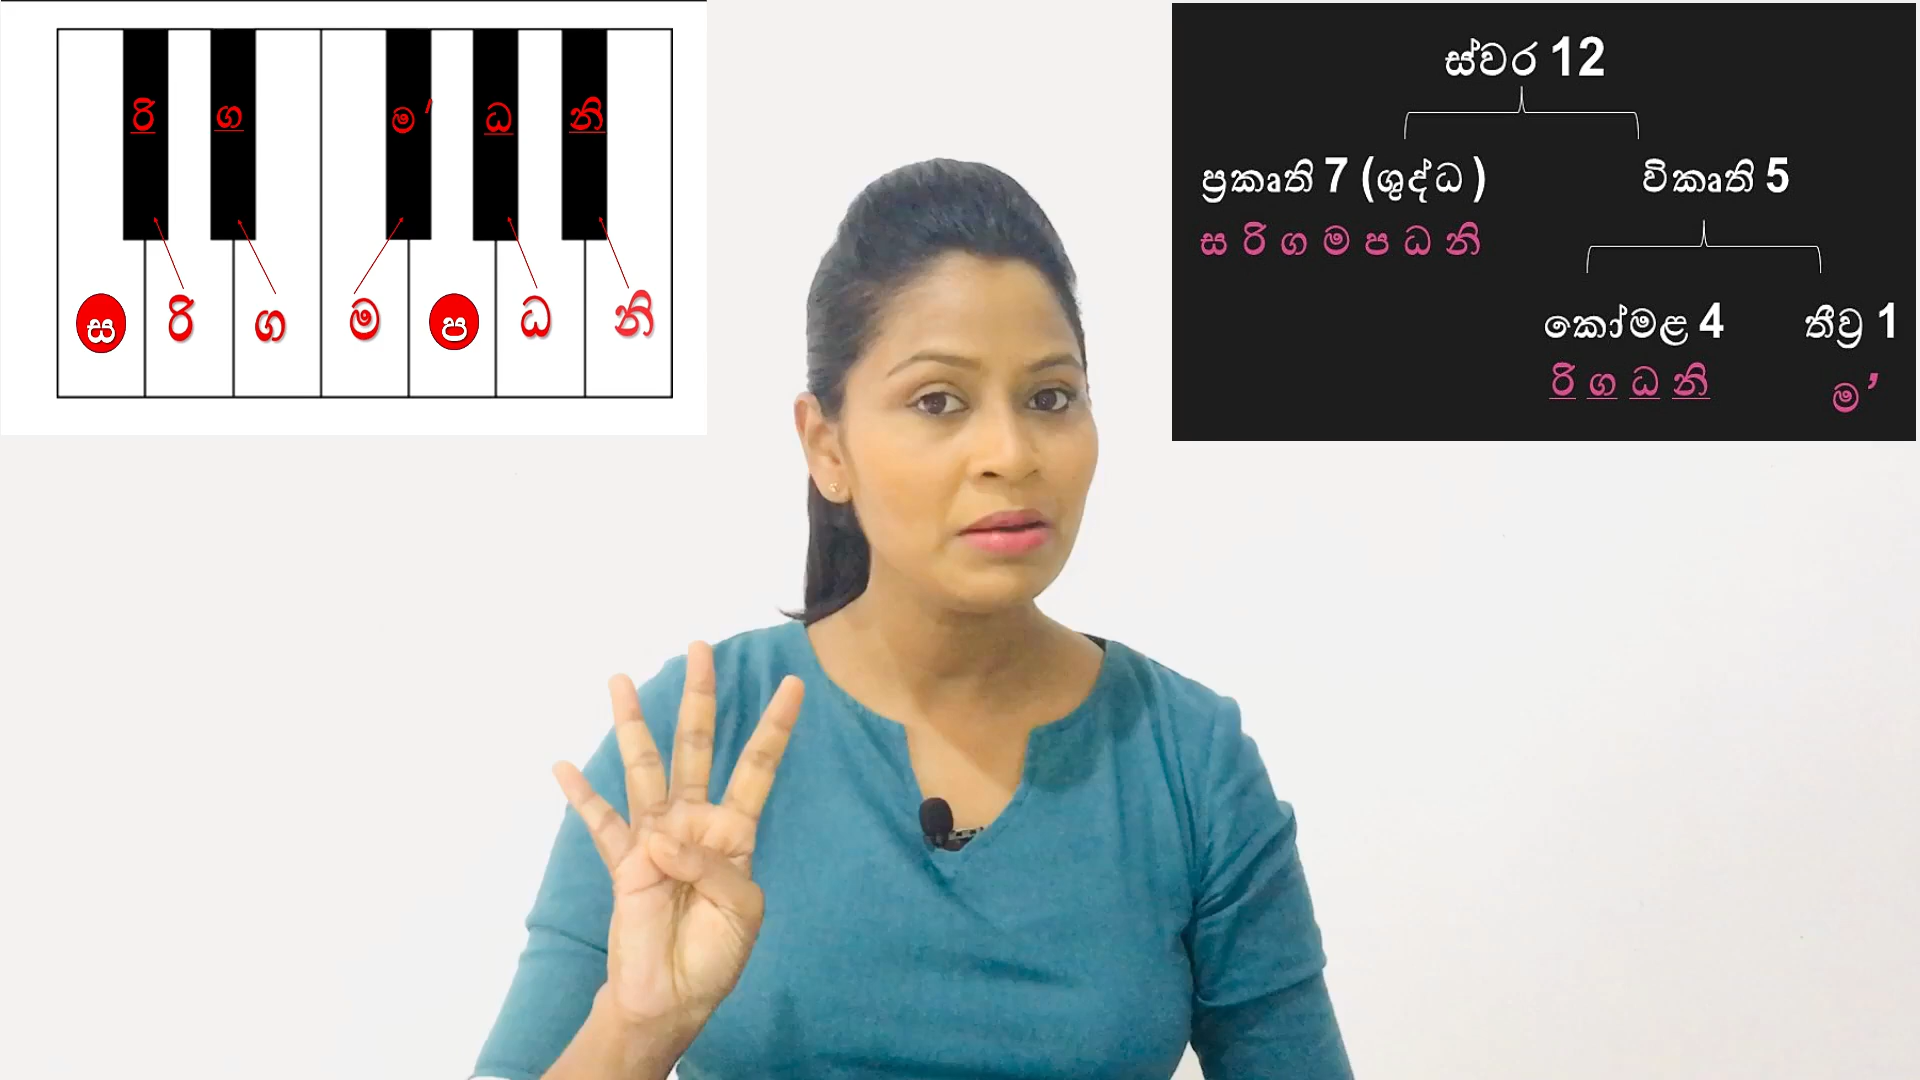 රි ග ම ' ධ නි
ස රි ග ම ප ධ නි
ස්වර 12
ප්‍රකෘති 7 (ශුද්ධ )
විකෘති 5
ස රි ග ම ප ධ නි
කෝමළ 4
තීව්‍ර 1
රි ග ධ නි
ම ’